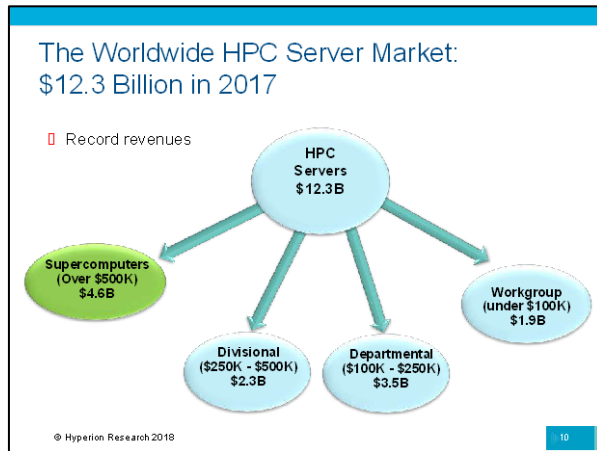 The Worldwide HPC Server Market:
$12.3 Billion in 2017
Record revenues
HPC
Servers
$12.3B
Supercomputers
(Over $500K)
$4.6B
Divisional
($250K - $500K)
$2.3B
Departmental
($100K - $250K)
$3.5B
Workgroup
(under $100K)
$1.9B
© Hyperion Research 2018
10